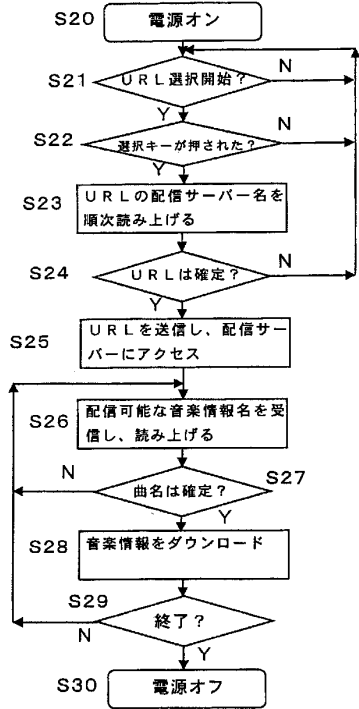 S20
電源オン
S21
URL選択開始？
N
Y
S22
選択キーが押された？
N
Y
S23
URLの配信サーバー名を
順次読み上げる
S24
URLは確定？
N
Y
S25
URLを送信し、配信サー
バーにアクセス
S26
配信可能な音楽情報名を受
信し、読み上げる
N
曲名は確定？
S27
Y
S28
音楽情報をダウンロード
S29
終了？
N
Y
S30
電源オフ